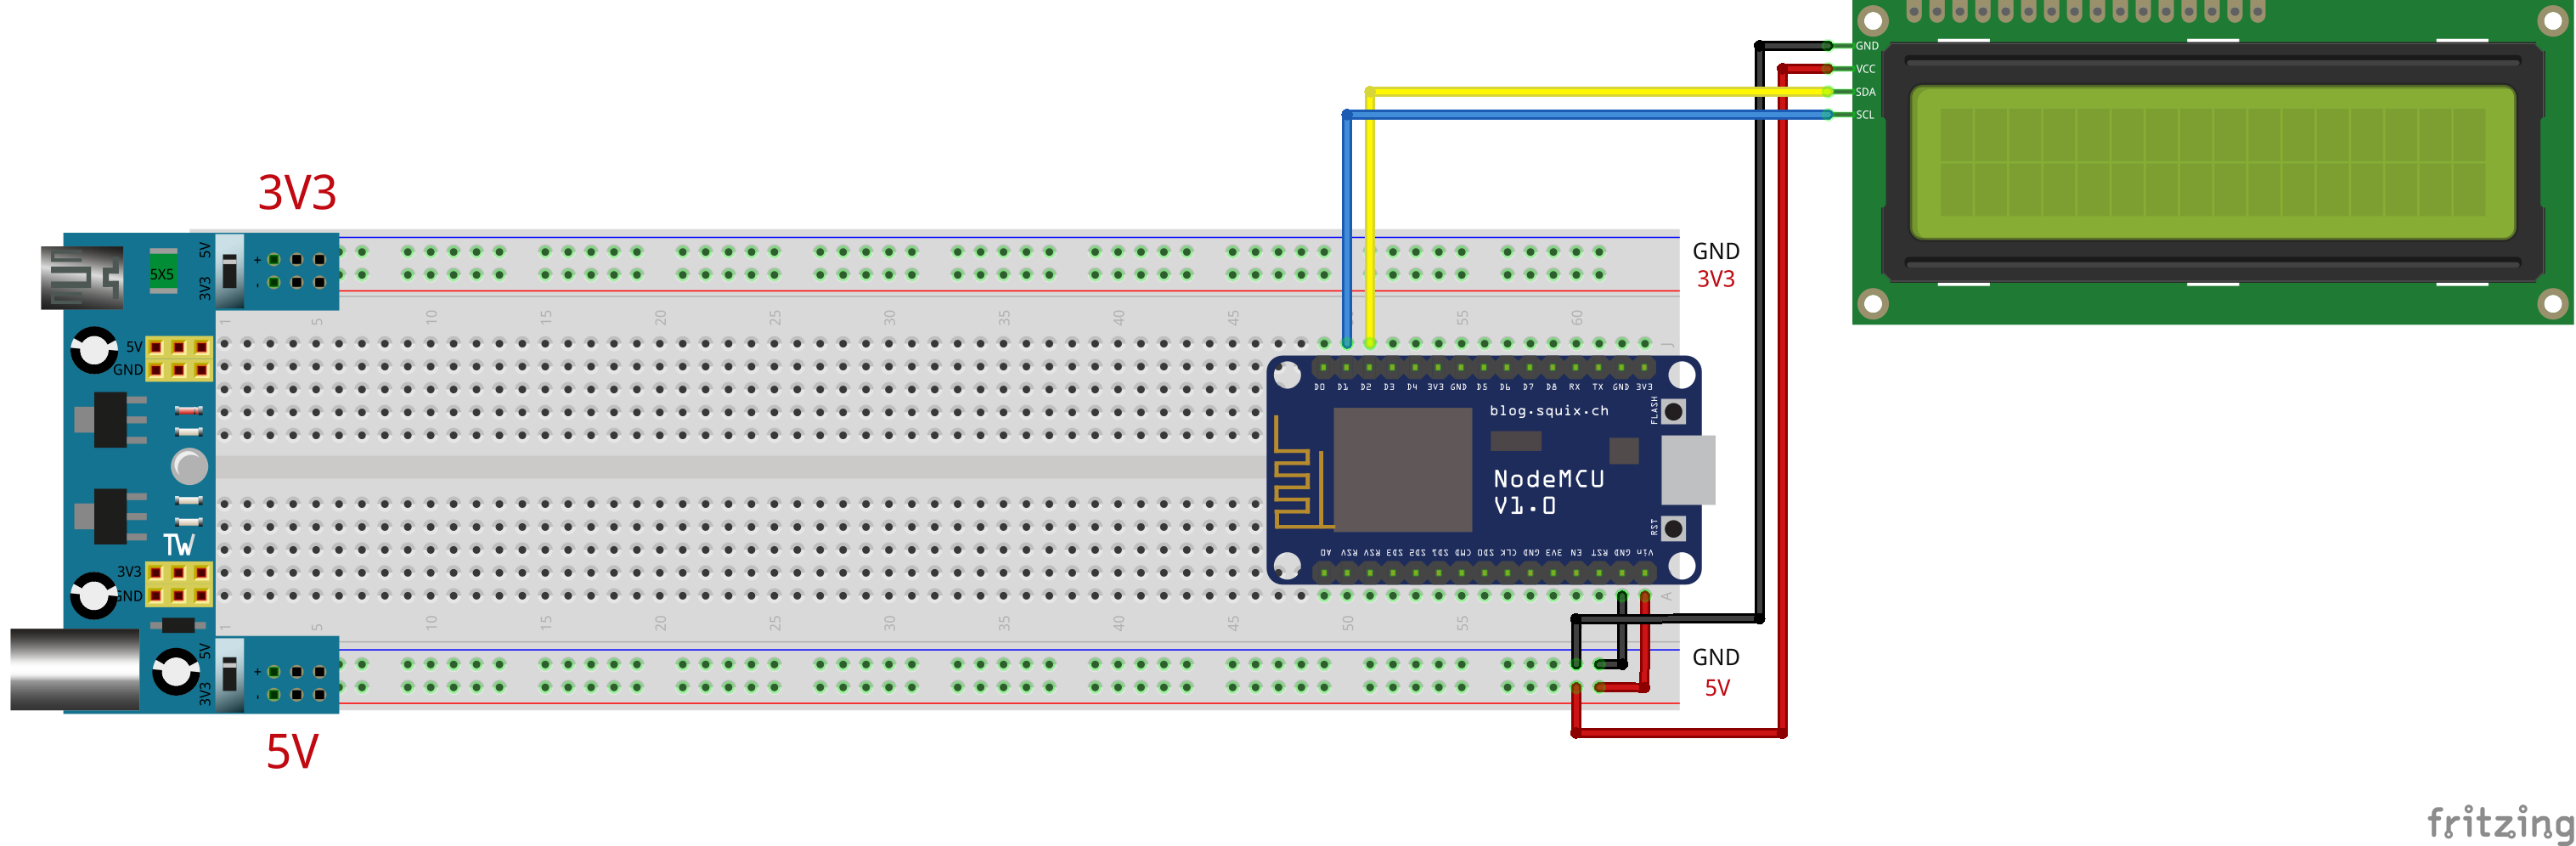 GND
VCC
SDA
SCL
3V3
5V
3V3
5X5
+
-
GND
3V3
1 5 10 15 20 25 30 35 40 45 50 55 60
J
5V
GND
D0 D1 D2 D3 D4 3V3 GND D5 D6 D7 D8 RX TX GND 3V3
blog.squix.ch
FLASH
NodeMCU
V1.0
RST
TW
A0 RSV RSV SD3 SD2 SD1 CMD SD0 CLK GND 3V3 EN RST GND Vin
3V3
GND
A
1 5 10 15 20 25 30 35 40 45 50 55
5V
3V3
+
-
GND
5V
5V
fritzing